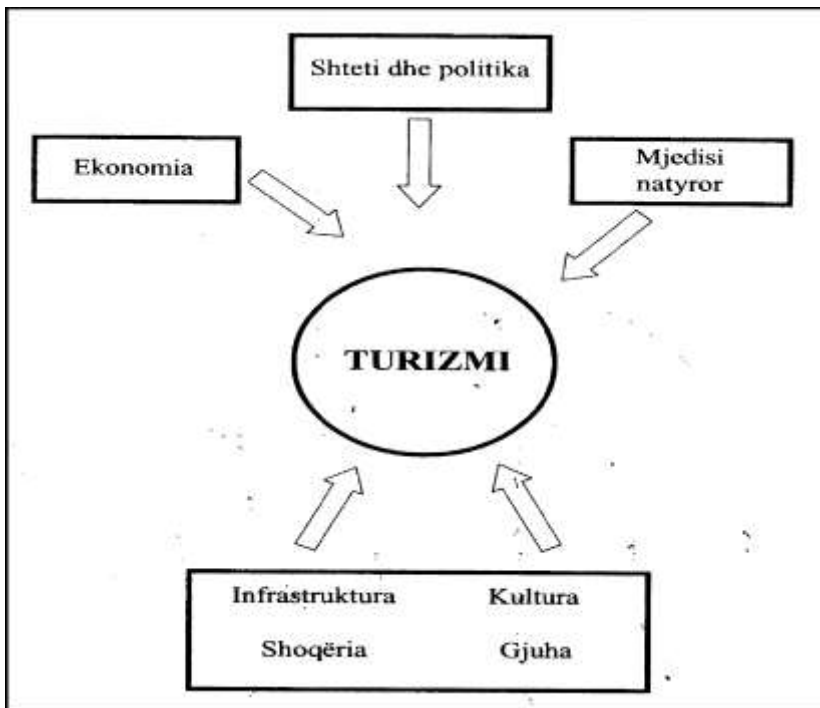 Shteti dhe politika
Ekonomia
Mjedisi
natyror
TURIZMI
Infrastruktura Kultura
Shoqëria Gjuha